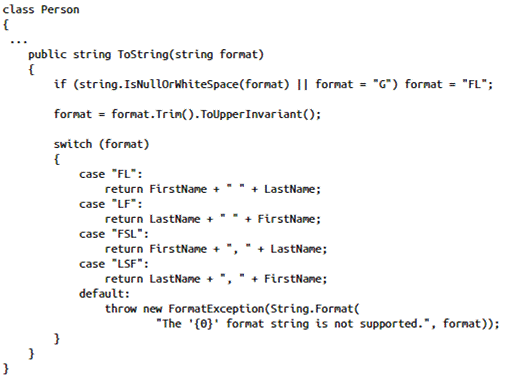 class Person
{
 ...
    public string ToString(string format)
    {
        if (string.IsNullOrWhiteSpace(format) || format = "G") format = "FL";

        format = format.Trim().ToUpperInvariant();

        switch (format)
        {
            case "FL":
                return FirstName + " " + LastName;
            case "LF":
                return LastName + " " + FirstName;
            case "FSL":
                return FirstName + ", " + LastName;
            case "LSF":
                return LastName + ", " + FirstName;
            default:
                throw new FormatException(String.Format(
                        "The '{0}' format string is not supported.", format));
        }
    }
}